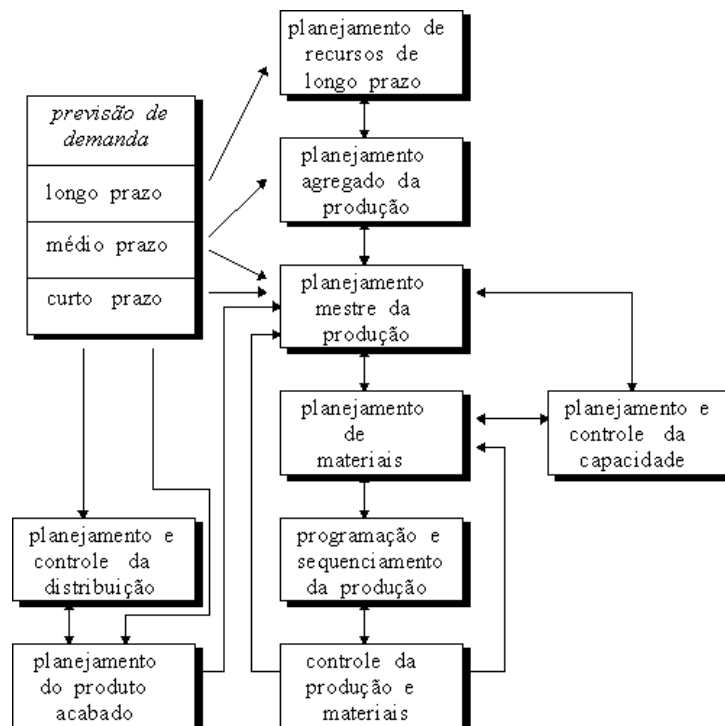 planejamento de
recursos de
longo prazo
previsão de
demanda
longo prazo
médio prazo
curto prazo
planejamento
agregado da
produção
planejamento
mestre da
produção
planejamento
de
materiais
planejamento e
controle da
capacidade
planejamento e
controle da
distribuição
programação e
sequenciamento
da produção
planejamento
do produto
acabado
controle da
produção e
materiais